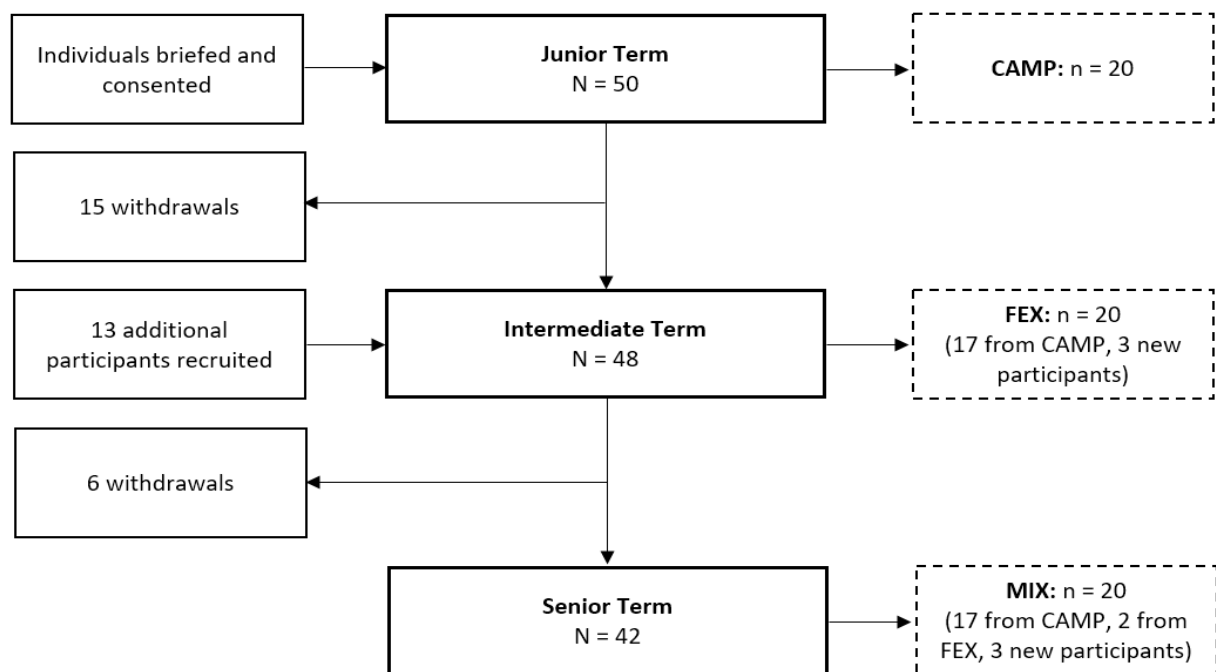 Individuals briefed and
consented
Junior Term
N = 50
CAMP: n = 20
15 withdrawals
13 additional
participants recruited
Intermediate Term
N = 48
FEX: n = 20
(17 from CAMP, 3 new
participants)
6 withdrawals
Senior Term
N = 42
MIX: n = 20
(17 from CAMP, 2 from
FEX, 3 new participants)